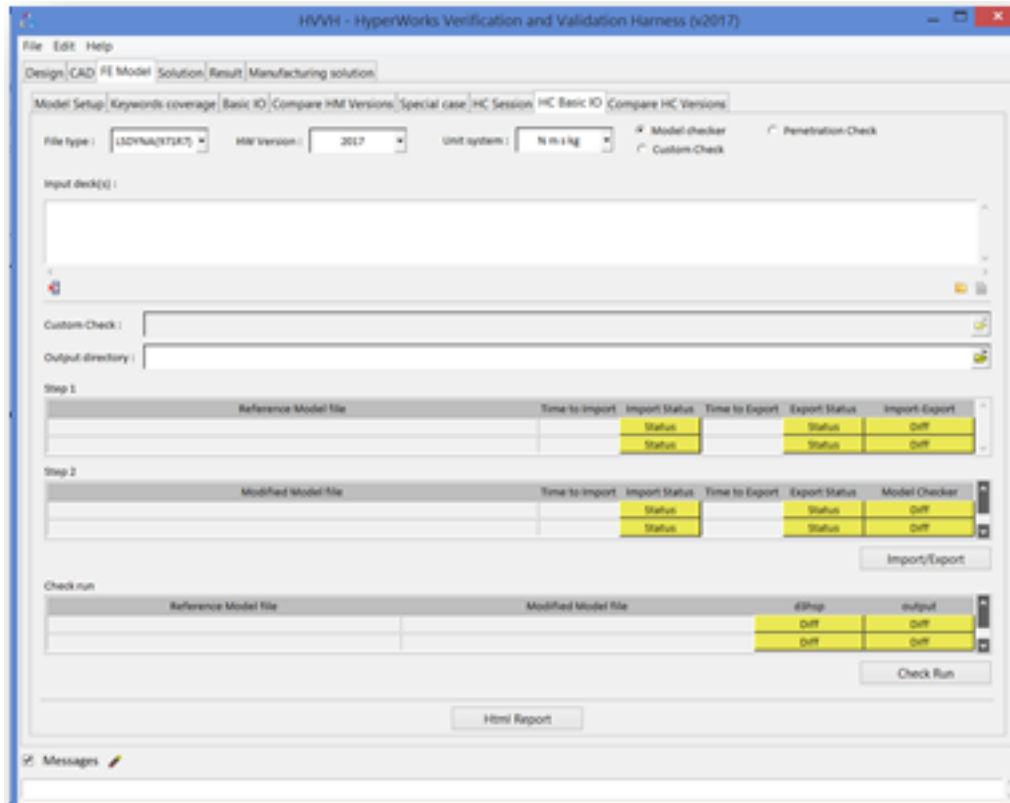 HVVH - HyperWorks Verification and Validation Harness (v2017)
File Edit Help
Design CAD FE Model Solution Result Manufacturing solution
Model Setup Keywords coverage Basic IO Compare HM Versions Special case HC Session HC Basic IO Compare HC Versions
File type : LSDYNA(971R7) HW Version : 2017 Unit system : N m s kg Model checker Penetration Check
Custom Check
Input deck(s) :
Custom Check :
Output directory :
Step 1
Reference Model file Time to Import Import Status Time to Export Export Status Import-Export
Status Status Diff
Status Status Diff
Step 2
Modified Model file Time to Import Import Status Time to Export Export Status Model Checker
Status Status Diff
Status Status Diff
Import/Export
Check run
Reference Model file Modified Model file d3hsp output
Diff Diff
Diff Diff
Check Run
Html Report
Messages